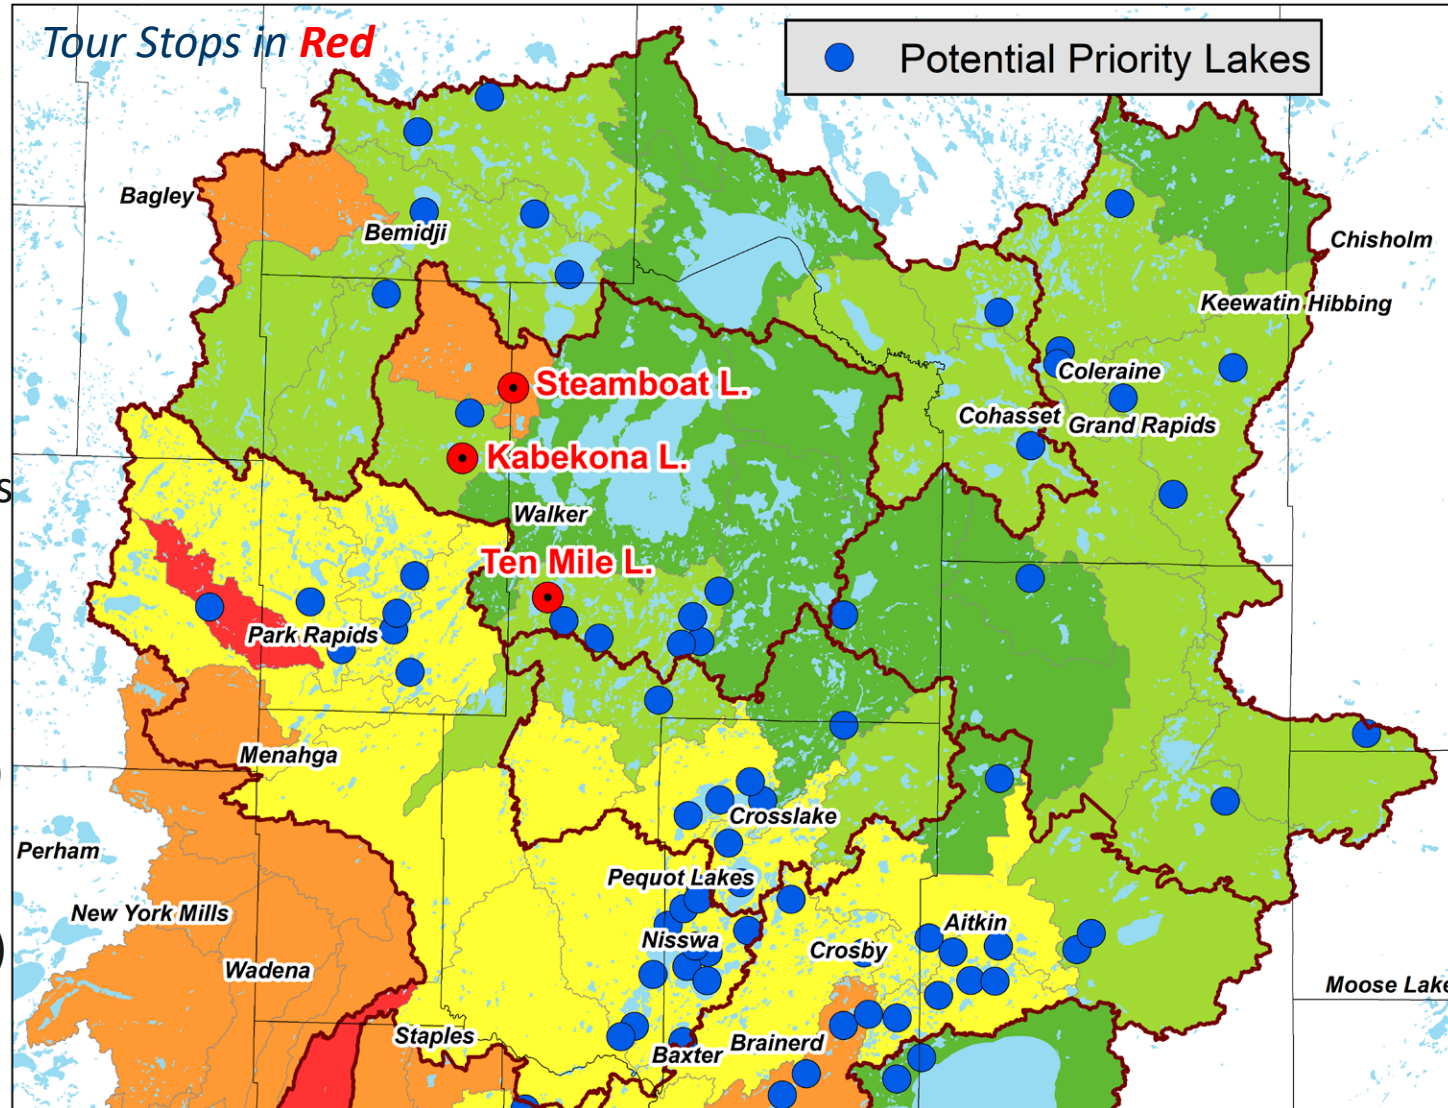 Tour Stops in Red
Potential Priority Lakes
Bagley
Bemidji
Chisholm
Keewatin Hibbing
Steamboat L.
Coleraine
Cohasset
Grand Rapids
Kabekona L.
s
Walker
Ten Mile L.
Park Rapids
Menahga
)
Crosslake
Perham
Pequot Lakes
New York Mills
Aitkin
Nisswa
Crosby
)
Wadena
Moose Lake
Staples
Brainerd
Baxter